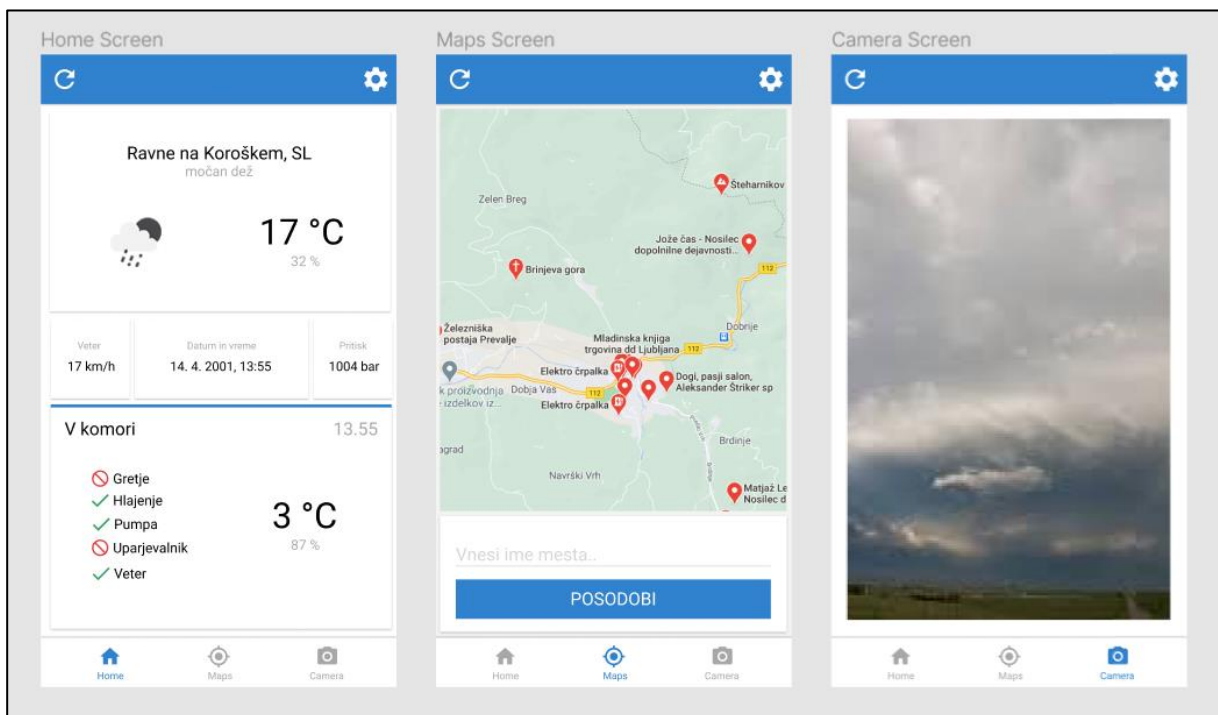 Home Screen
Ravne na Koroškem, SL
močan dež
17 °C
32 %
Veter
17 km/h
Datum in vreme
14. 4. 2001, 13:55
Pritisk
1004 bar
V komori
13.55
Gretje
Hlajenje
Pumpa
Uparjevalnik
Veter
3 °C
87 %
Home
Maps
Camera
Maps Screen
Šteharnikov
Zelen Breg
Jože čas - Nosilec
dopolnilne dejavnosti...
112
Brinjeva gora
Železniška
postaja Prevalje
Mladinska knjiga
trgovina dd Ljubljana
112
Dobrije
Elektro črpalka
Dogi, pasji salon,
Aleksander Štriker sp
k proizvodnja
izdelkov iz...
Dobja Vas
112
Elektro črpalka
Brdinje
agrad
Navrški Vrh
Matjaž Le
Nosilec d
Vnesi ime mesta..
POSODOBI
Home
Maps
Camera
Camera Screen
Home
Maps
Camera